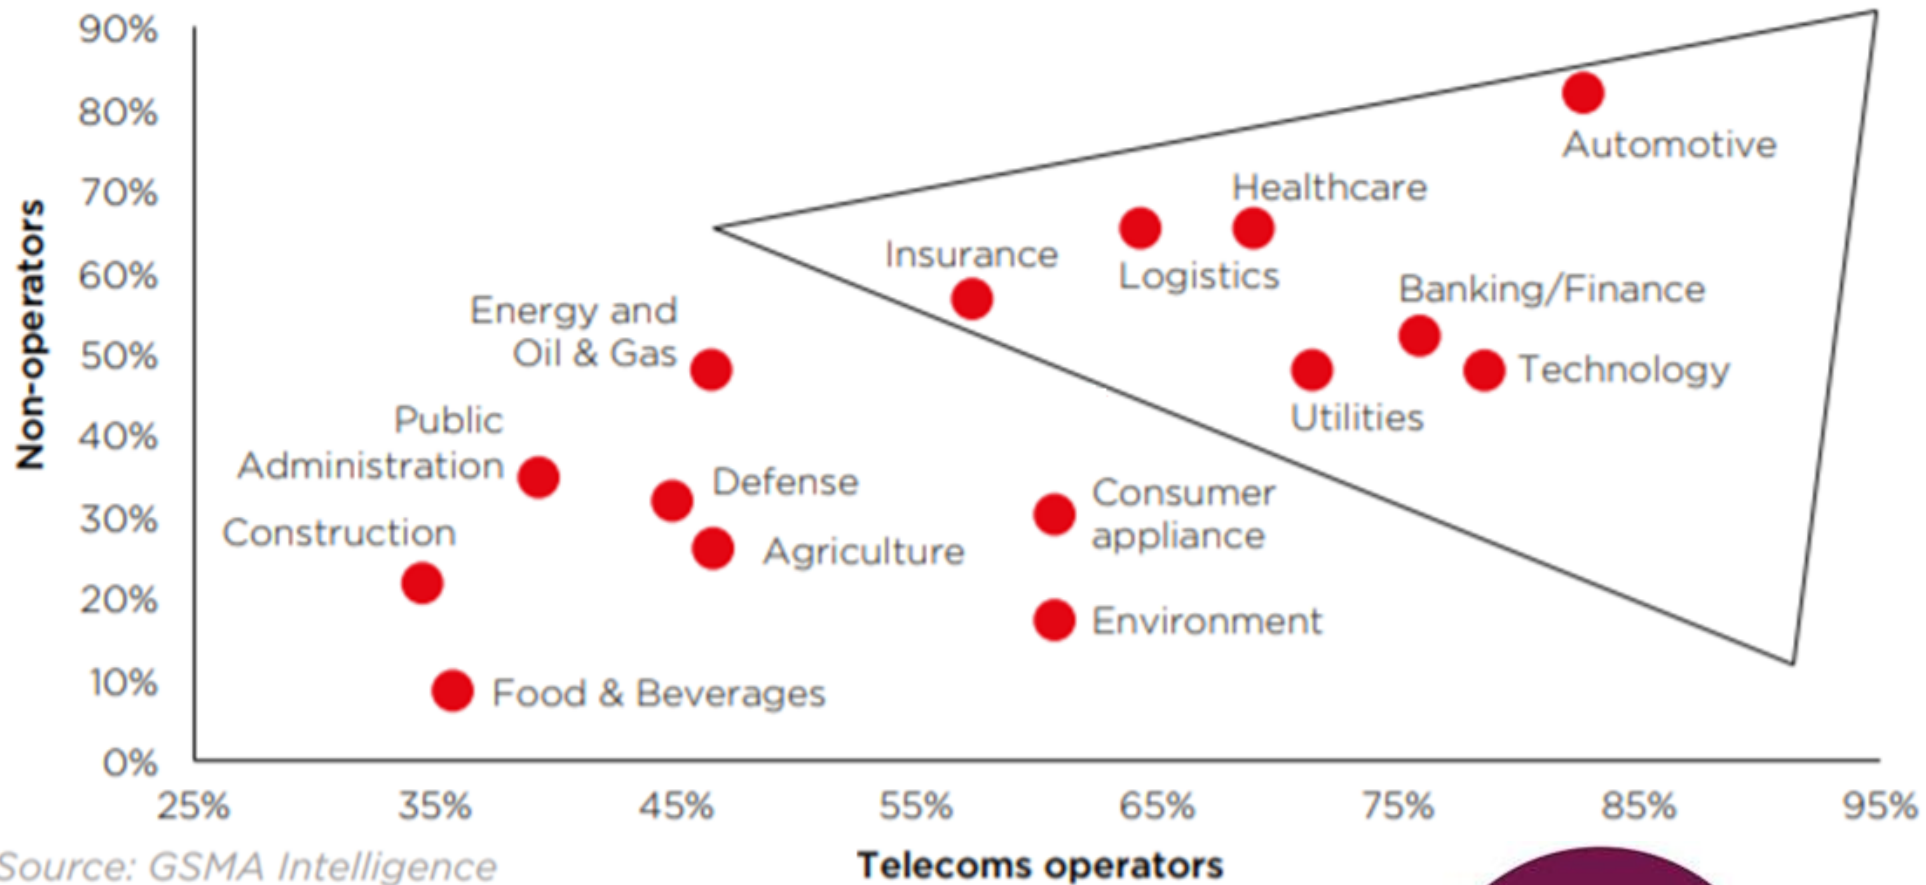 90%
80%
70%
60%
50%
40%
30%
20%
10%
0%
Non-operators
Automotive
Healthcare
Logistics
Insurance
Banking/Finance
Energy and
Oil & Gas
Technology
Utilities
Public
Administration
Defense
Consumer
appliance
Construction
Agriculture
Environment
Food & Beverages
25% 35% 45% 55% 65% 75% 85% 95%
Telecoms operators
Source: GSMA Intelligence